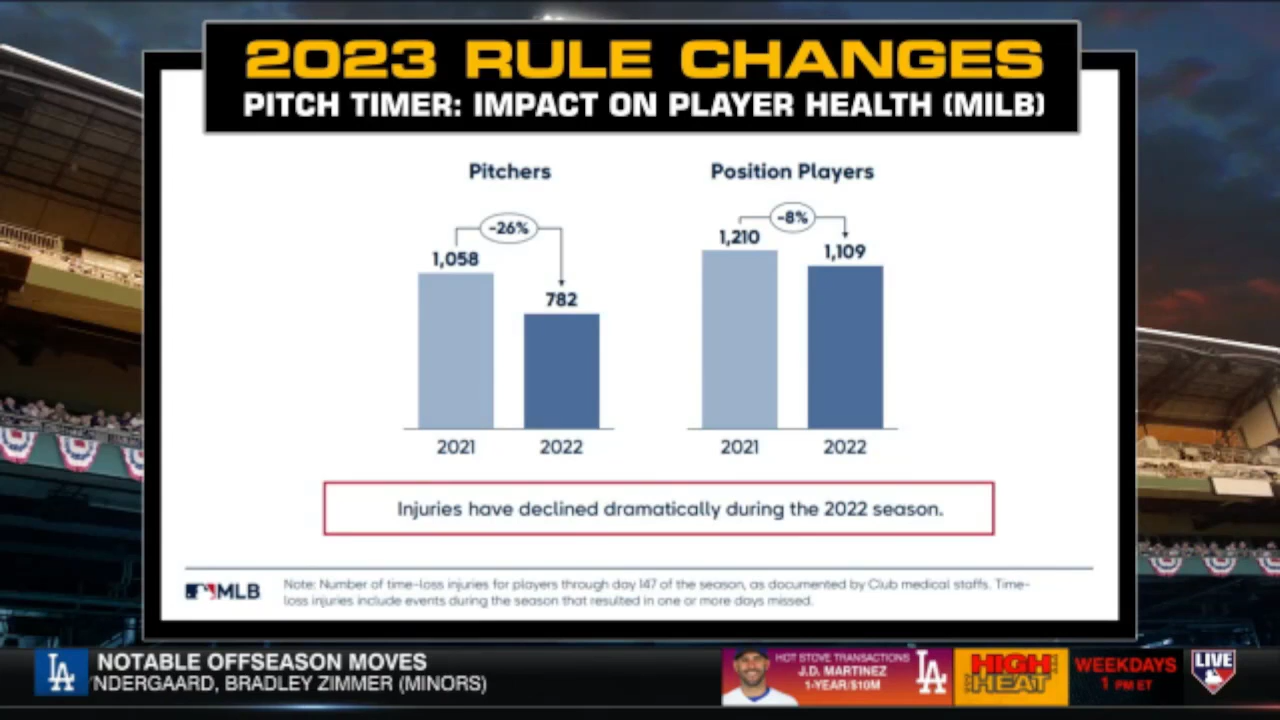 2023 RULE CHANGES
PITCH TIMER: IMPACT ON PLAYER HEALTH (MILB)
Pitchers
Position Players
-26%
-8%
1,058
782
1,210
1,109
2021
2022
2021
2022
Injuries have declined dramatically during the 2022 season.
MLB
Note: Number of time-loss injuries for players through day 147 of the season, as documented by Club medical staffs. Time-
loss injuries include events during the season that resulted in one or more days missed.
LA
NOTABLE OFFSEASON MOVES
NDERGAARD, BRADLEY ZIMMER (MINORS)
HOT STOVE TRANSACTIONS
J.D. MARTINEZ
1-YEAR/$10M
LA
HIGH
HEAT
WEEKDAYS
1 PM ET
LIVE